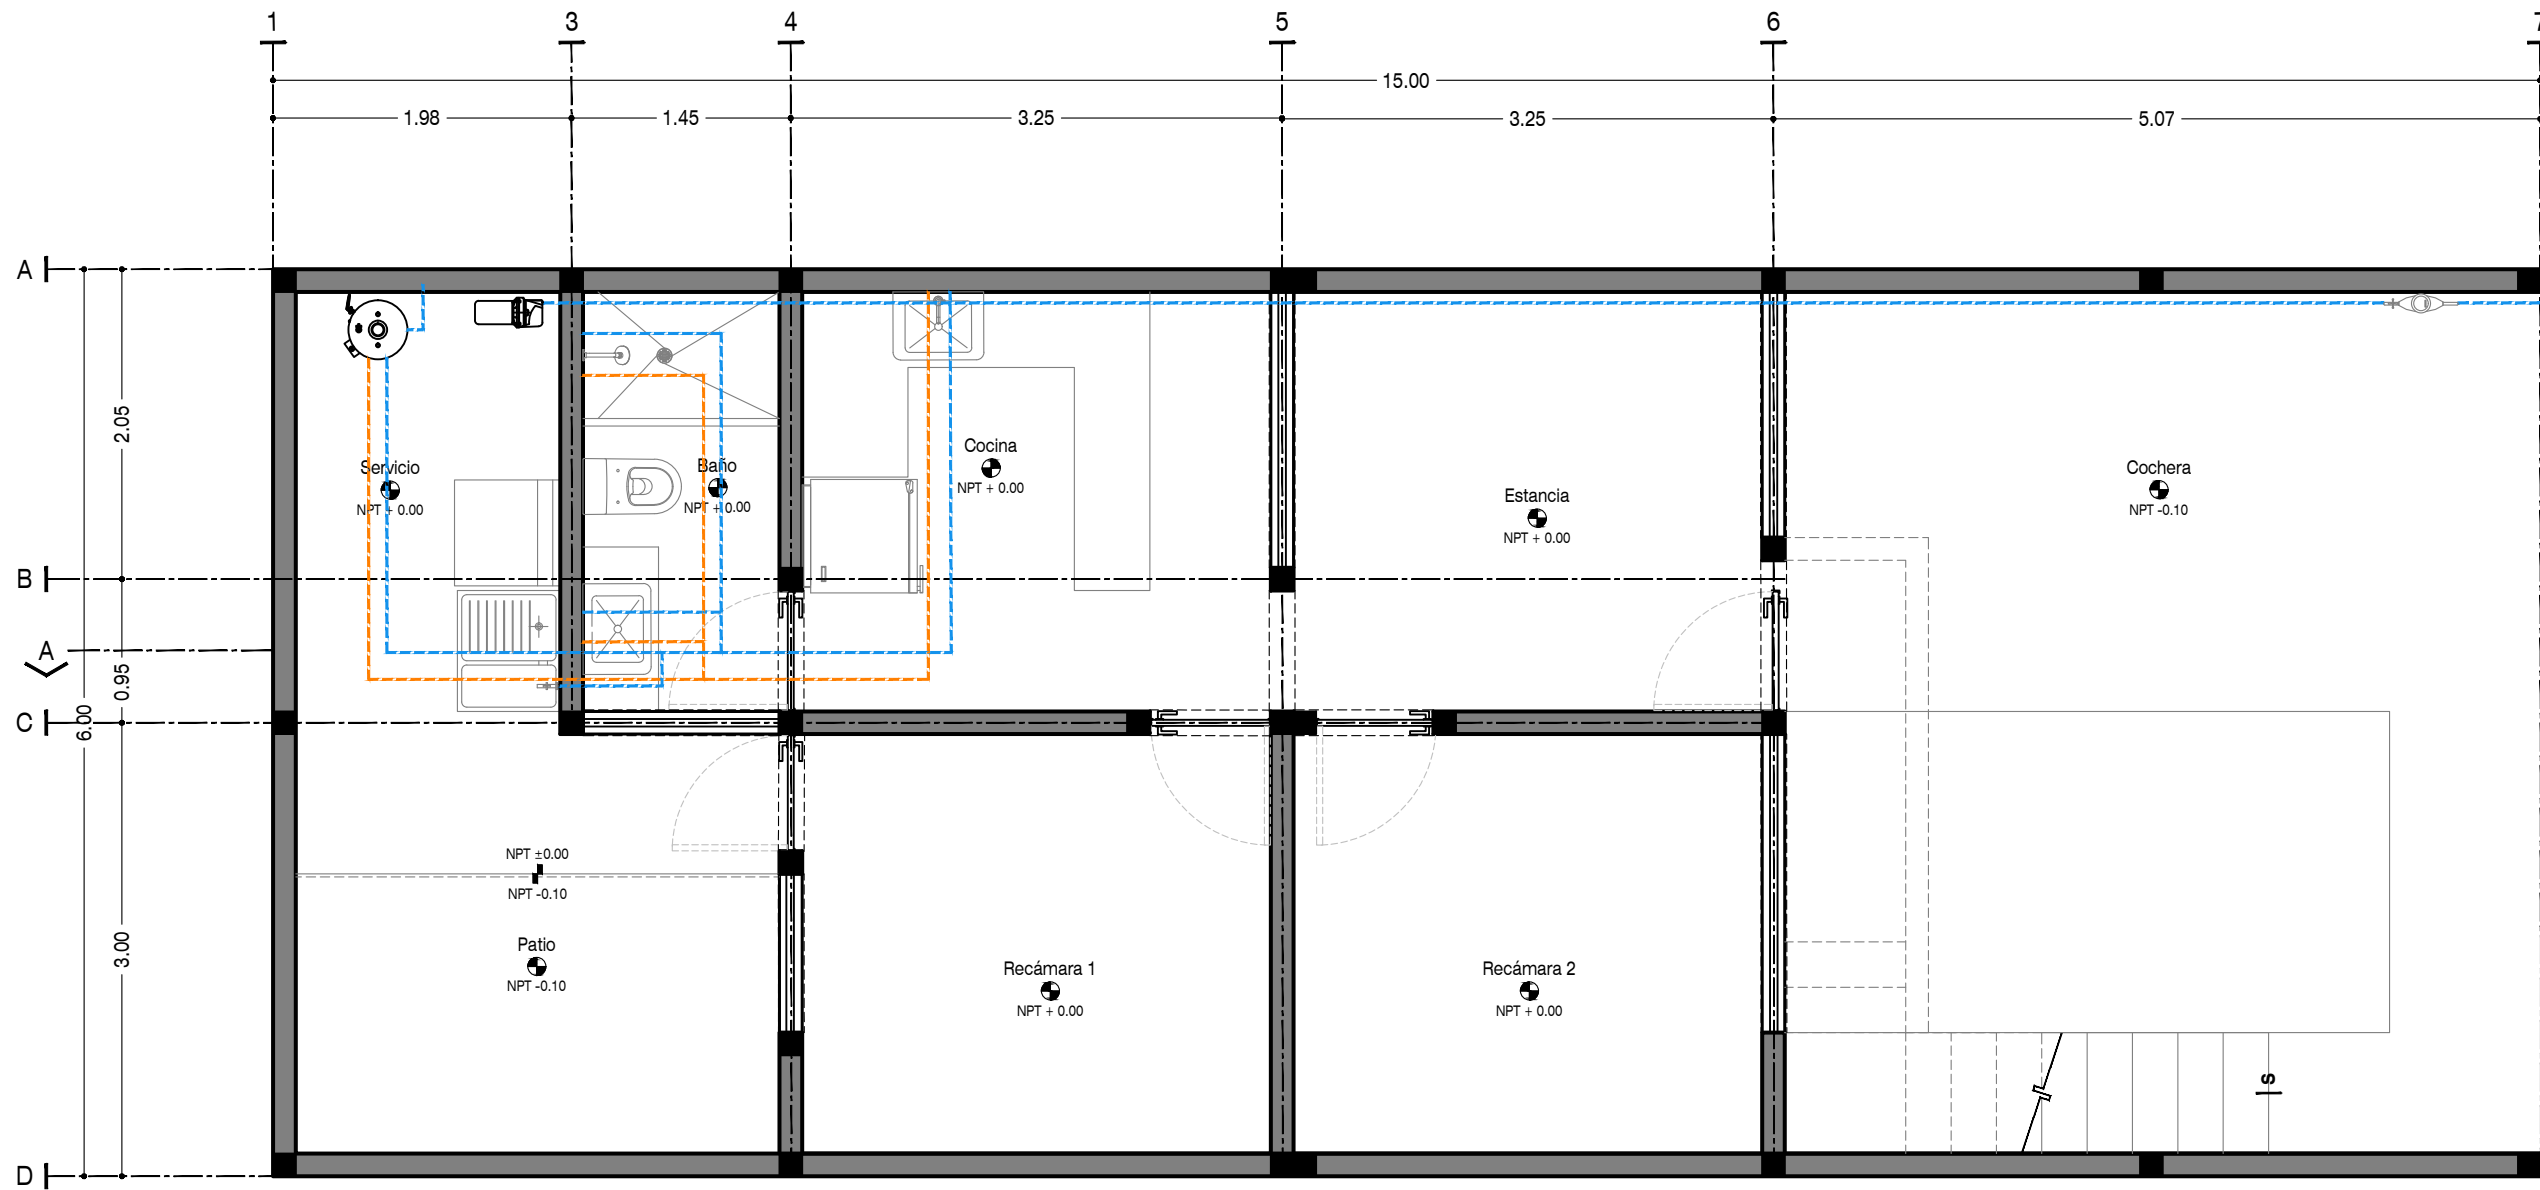 1 3 4 5 6 7
15.00
1.98 1.45 3.25 3.25 5.07
A
2.05
Cocina
NPT + 0.00
Servicio
NPT + 0.00
Baño
NPT + 0.00
Estancia
NPT + 0.00
Cochera
NPT -0.10
B
A
0.95
6.00
C
NPT ±0.00
NPT -0.10
3.00
Patio
NPT -0.10
Recámara 1
NPT + 0.00
Recámara 2
NPT + 0.00
S
D